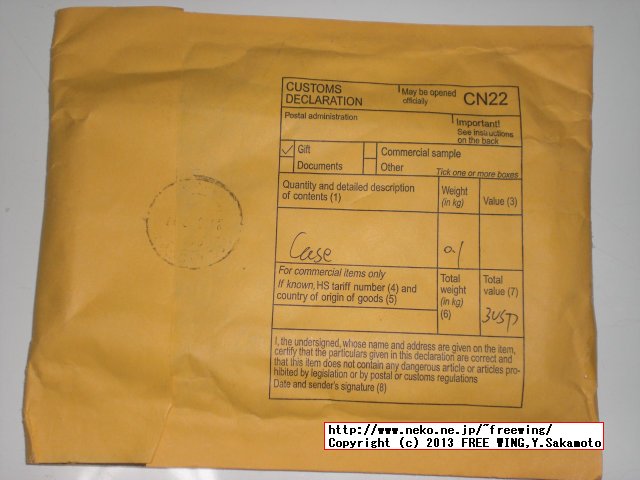 CUSTOMS DECLARATION
May be opened officially
CN22
Postal administration
Important!
See instructions on the back
✓ Gift
Commercial sample
Documents
Other
Tick one or more boxes
Quantity and detailed description of contents (1)
Weight (in kg)
Value (3)
Case
0.1
For commercial items only
If known, HS tariff number (4) and country of origin of goods (5)
Total weight (in kg) (6)
Total value (7)
3USD
I, the undersigned, whose name and address are given on the item,
certify that the particulars given in this declaration are correct and
that this item does not contain any dangerous article or articles pro-
hibited by legislation or by postal or customs regulations
Date and sender's signature (8)
http://www.neko.ne.jp/~freewing/
Copyright (c) 2013 FREE WING,Y.Sakamoto